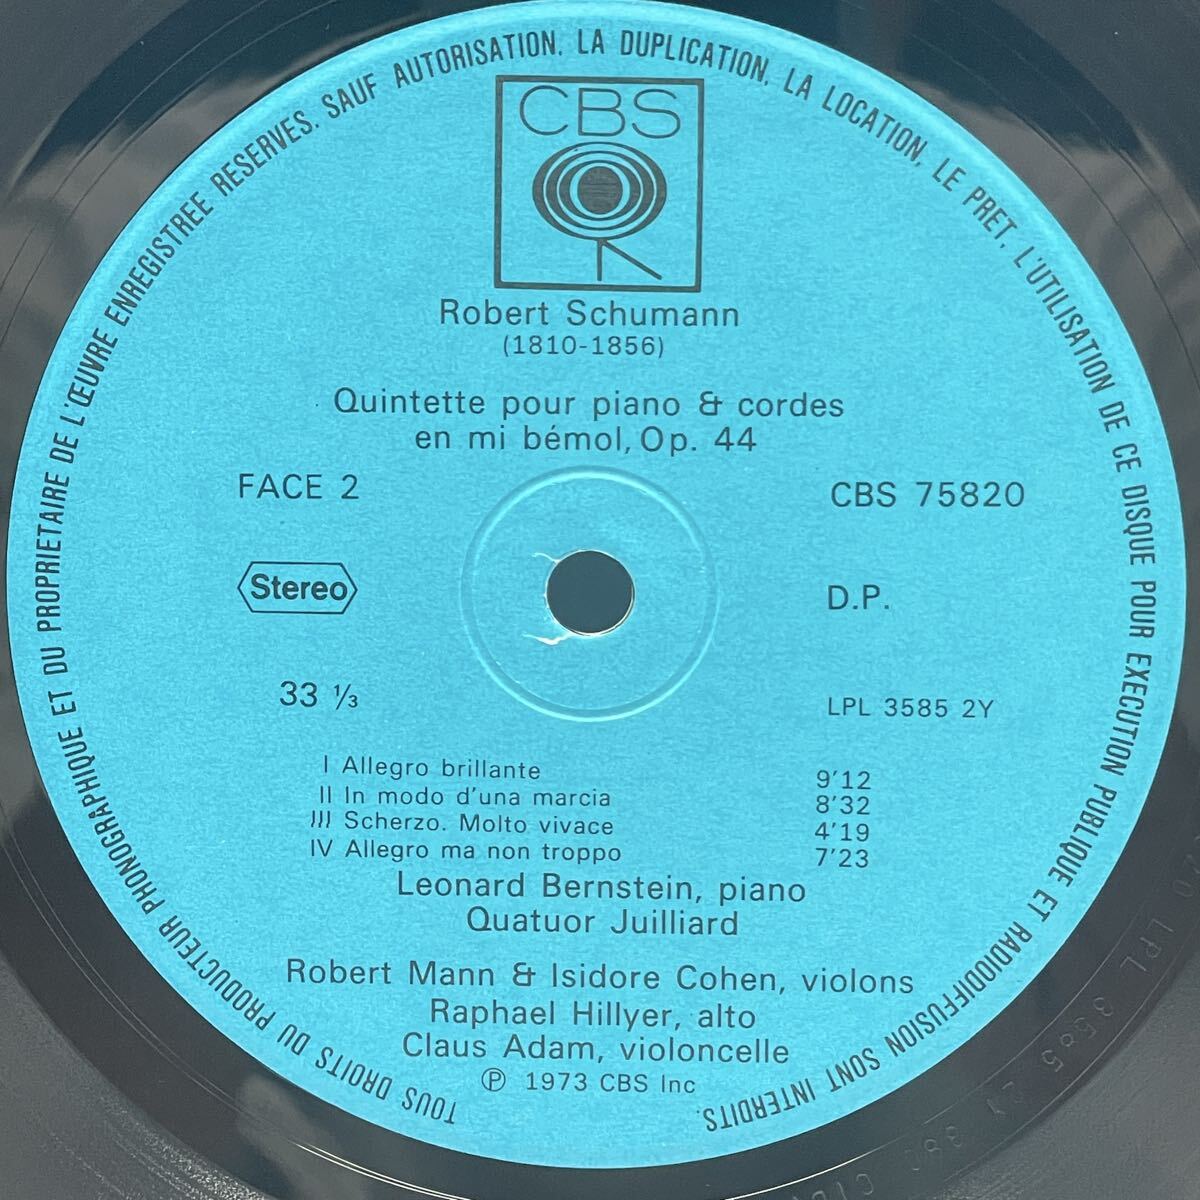 TOUS DROITS DU PRODUCTEUR PHONOGRAPHIQUE ET DU PROPRIETAIRE DE L'ŒUVRE ENREGISTREE RESERVES. SAUF AUTORISATION, LA DUPLICATION, LA LOCATION, LE PRET, L'UTILISATION DE CE DISQUE POUR EXECUTION PUBLIQUE ET RADIODIFFUSION SONT INTERDITS.
CBS
Robert Schumann
(1810-1856)
Quintette pour piano & cordes
en mi bémol, Op. 44
FACE 2
CBS 75820
Stereo
D.P.
33 ⅓
LPL 3585 2Y
I Allegro brillante 9'12
II In modo d'una marcia 8'32
III Scherzo. Molto vivace 4'19
IV Allegro ma non troppo 7'23
Leonard Bernstein, piano
Quatuor Juilliard
Robert Mann & Isidore Cohen, violons
Raphael Hillyer, alto
Claus Adam, violoncelle
℗ 1973 CBS Inc
LPL 3585 2Y